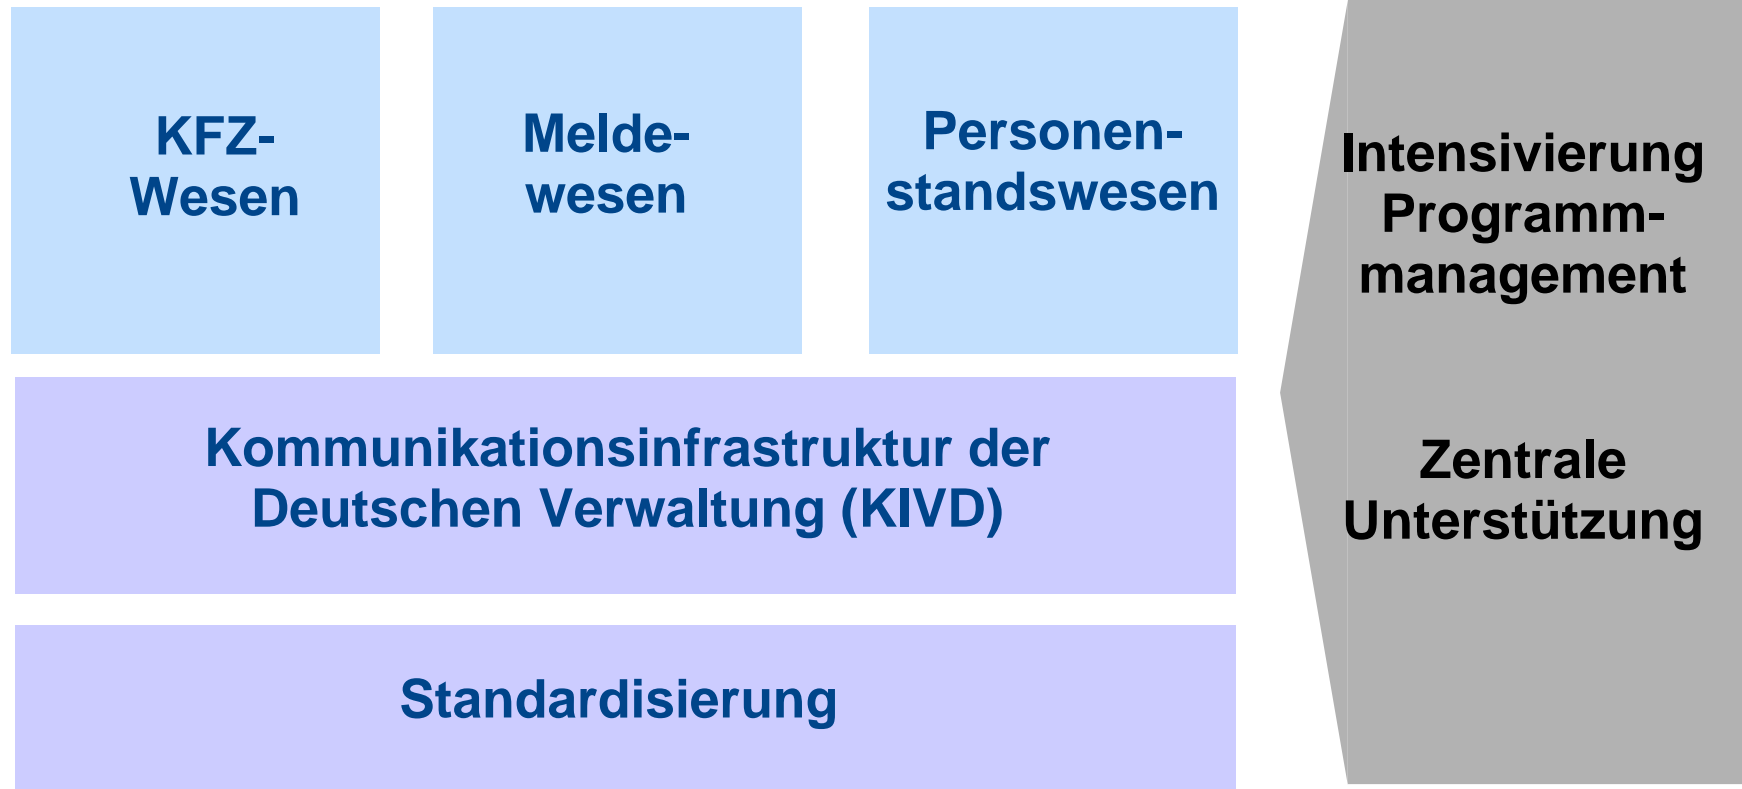 KFZ-
Wesen
Melde-
wesen
Personen-
standswesen
Kommunikationsinfrastruktur der
Deutschen Verwaltung (KIVD)
Standardisierung
Intensivierung
Programm-
management
Zentrale
Unterstützung